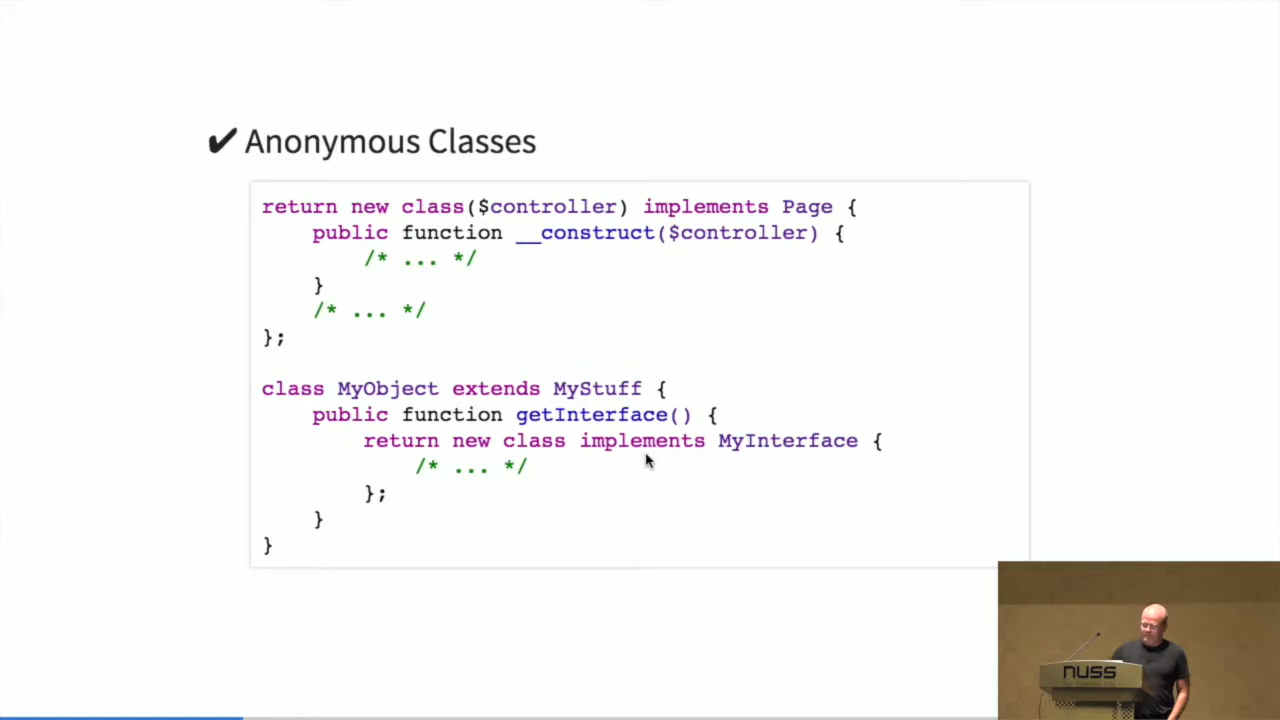 ✔ Anonymous Classes
return new class($controller) implements Page {
    public function __construct($controller) {
        /* ... */
    }
    /* ... */
};
class MyObject extends MyStuff {
    public function getInterface() {
        return new class implements MyInterface {
            /* ... */
        };
    }
}
nuss